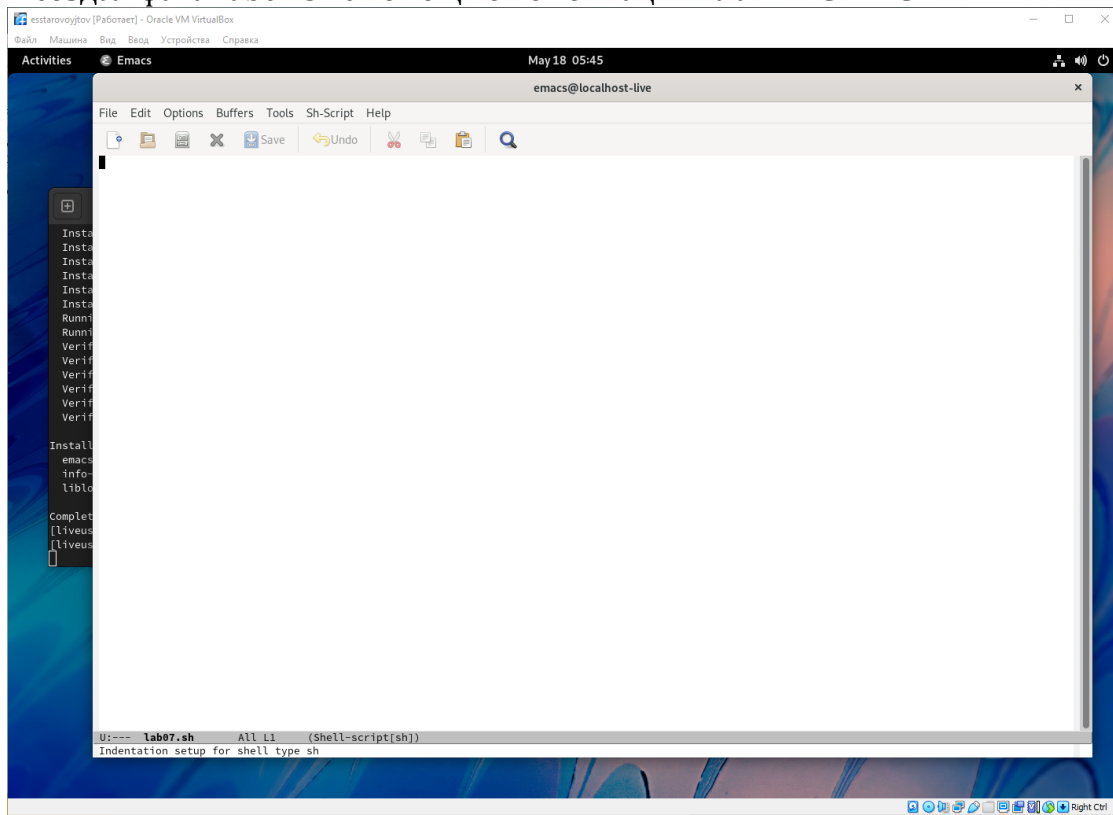 esstarovoyjtov [Работает] - Oracle VM VirtualBox
Файл Машина Вид Ввод Устройства Справка
Activities Emacs May 18 05:45
emacs@localhost-live
File Edit Options Buffers Tools Sh-Script Help
Save Undo
Insta
Insta
Insta
Insta
Insta
Insta
Runni
Runni
Verif
Verif
Verif
Verif
Verif
Verif
Install
emacs
info-
liblo
Complet
[liveus
[liveus
U:--- lab07.sh All L1 (Shell-script[sh])
Indentation setup for shell type sh
Right Ctrl